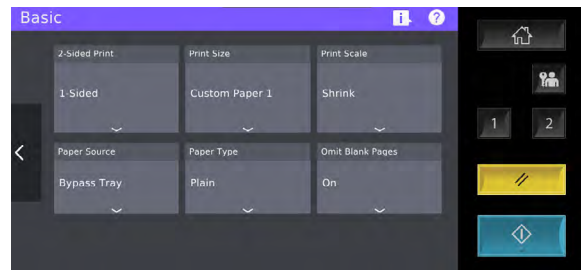 Basic
i ?
2-Sided Print Print Size Print Scale
1-Sided Custom Paper 1 Shrink
Paper Source Paper Type Omit Blank Pages
Bypass Tray Plain On
1 2